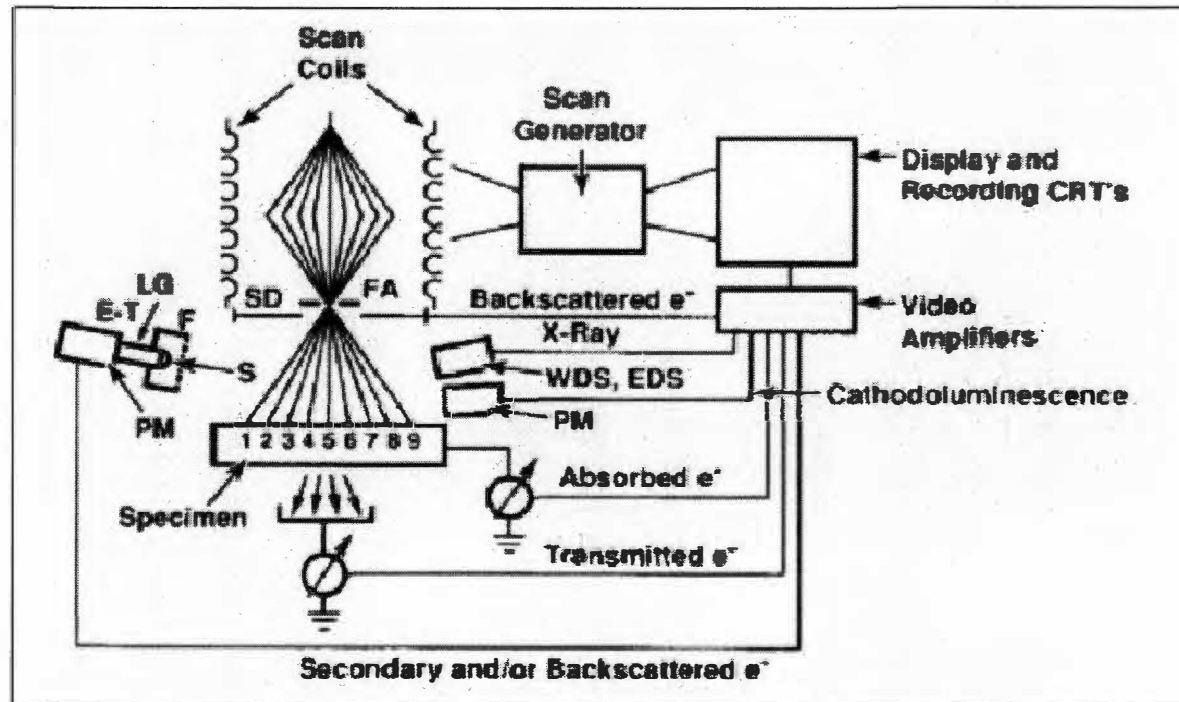 Scan
Coils
Scan
Generator
Display and
Recording CRT's
LG
SD
FA
E-T
F
Backscattered e⁻
Video
Amplifiers
X-Ray
S
WDS, EDS
Cathodoluminescence
PM
PM
1 2 3 4 5 6 7 8 9
Absorbed e⁻
Specimen
Transmitted e⁻
Secondary and/or Backscattered e⁻